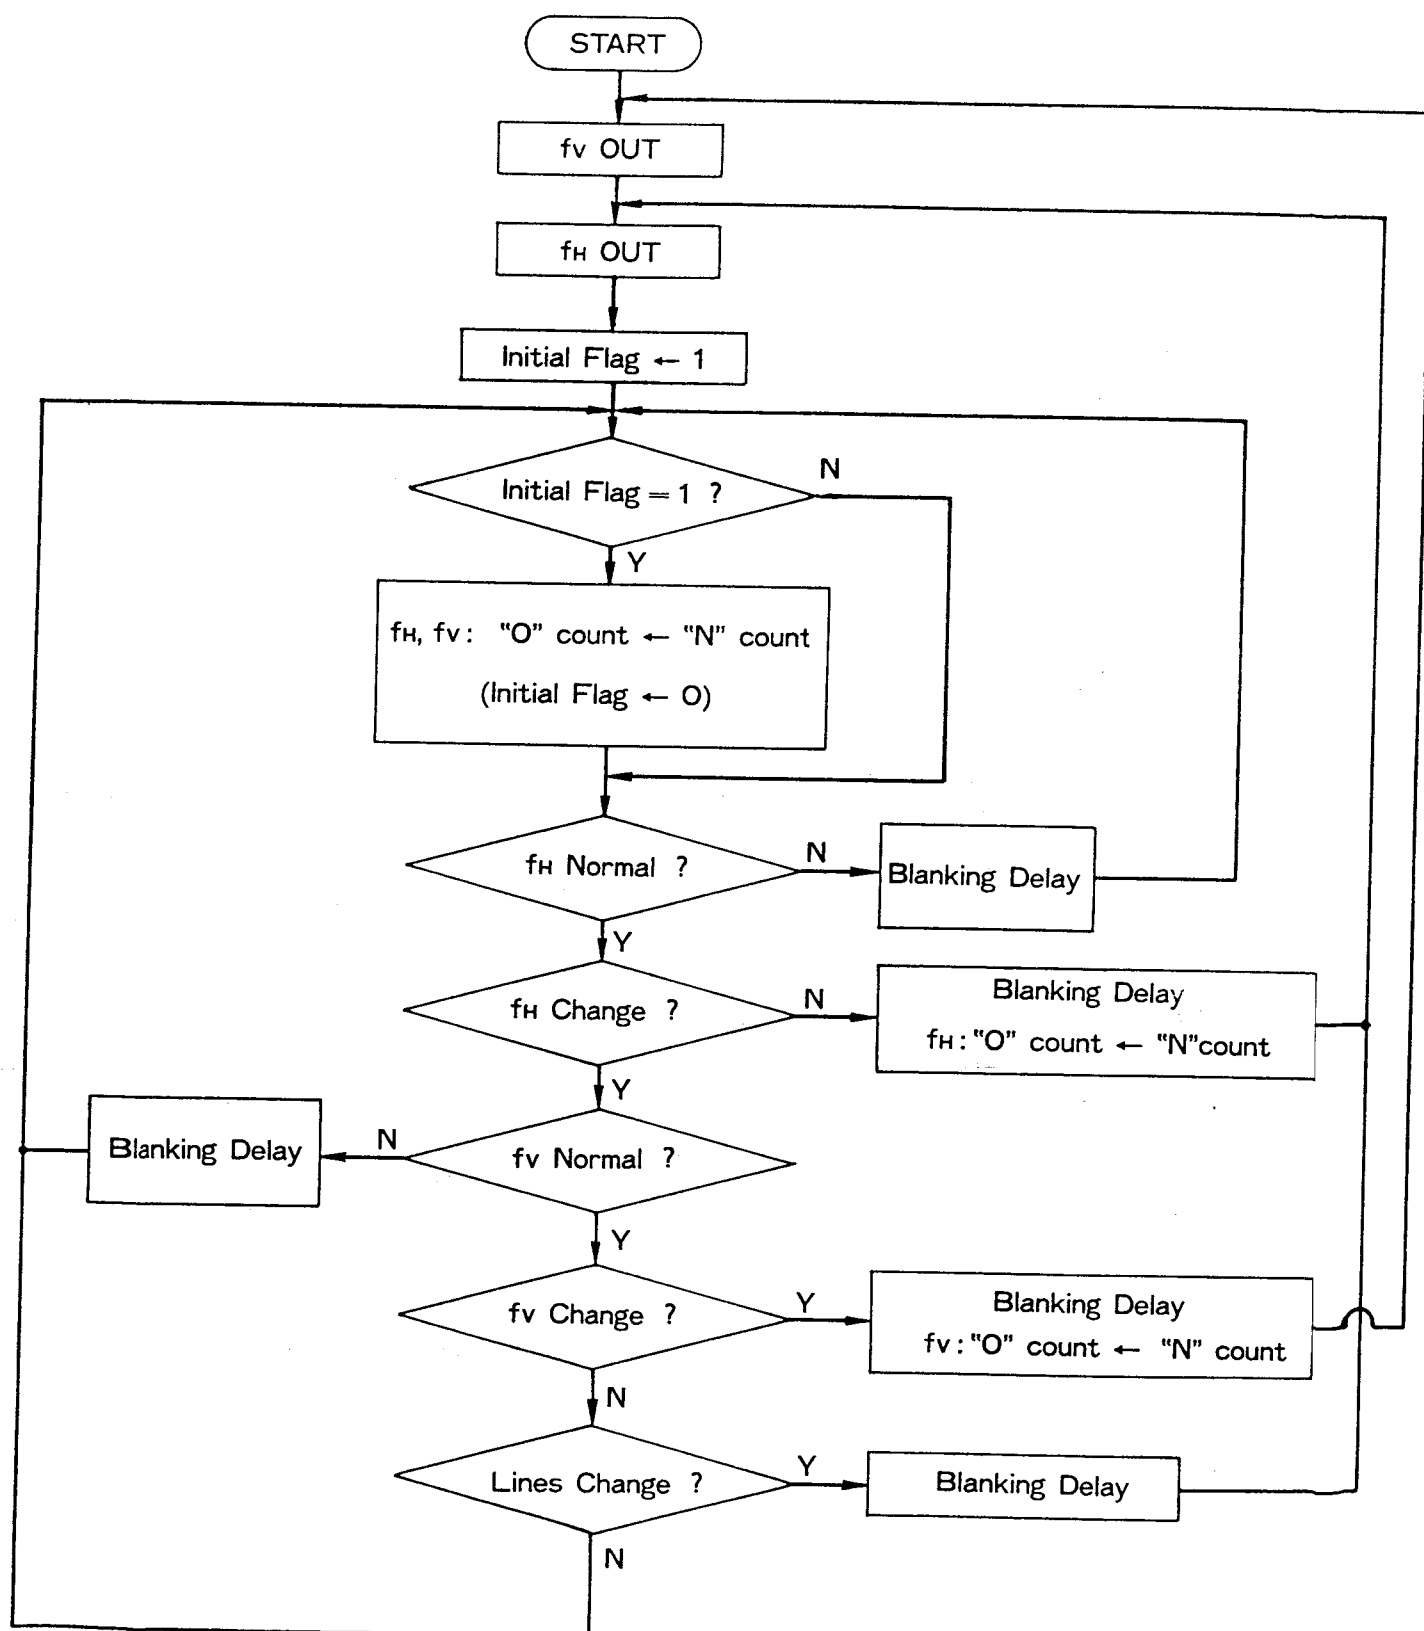 START
fv OUT
fH OUT
Initial Flag ← 1
Initial Flag = 1 ?
N
Y
fH, fv : "O" count ← "N" count
(Initial Flag ← O)
fH Normal ?
N
Blanking Delay
Y
fH Change ?
N
Blanking Delay
fH : "O" count ← "N"count
Y
Blanking Delay
N
fv Normal ?
Y
fv Change ?
Y
Blanking Delay
fv : "O" count ← "N" count
N
Lines Change ?
Y
Blanking Delay
N